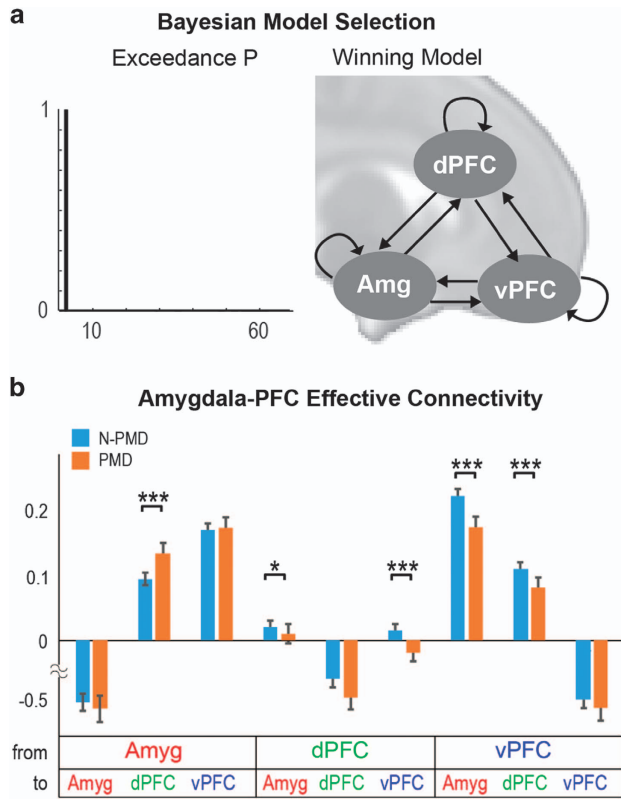 a
Bayesian Model Selection
Exceedance P
Winning Model
1
0
10
60
dPFC
Amg
vPFC
b
Amygdala-PFC Effective Connectivity
N-PMD
PMD
0.2
0.1
0
-0.5
***
*
***
***
***
from Amyg dPFC vPFC
to Amyg dPFC vPFC Amyg dPFC vPFC Amyg dPFC vPFC